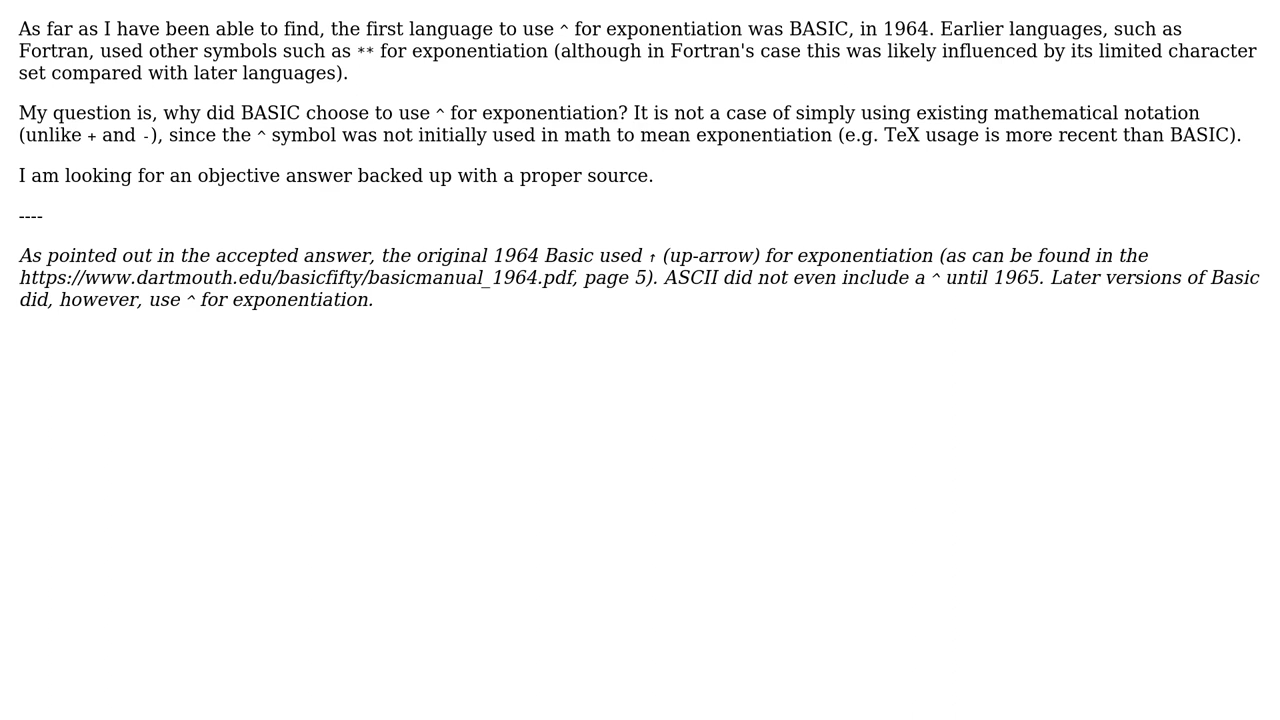 As far as I have been able to find, the first language to use ^ for exponentiation was BASIC, in 1964. Earlier languages, such as
Fortran, used other symbols such as ** for exponentiation (although in Fortran's case this was likely influenced by its limited character
set compared with later languages).
My question is, why did BASIC choose to use ^ for exponentiation? It is not a case of simply using existing mathematical notation
(unlike + and -), since the ^ symbol was not initially used in math to mean exponentiation (e.g. TeX usage is more recent than BASIC).
I am looking for an objective answer backed up with a proper source.
----
As pointed out in the accepted answer, the original 1964 Basic used ↑ (up-arrow) for exponentiation (as can be found in the
https://www.dartmouth.edu/basicfifty/basicmanual_1964.pdf, page 5). ASCII did not even include a ^ until 1965. Later versions of Basic
did, however, use ^ for exponentiation.